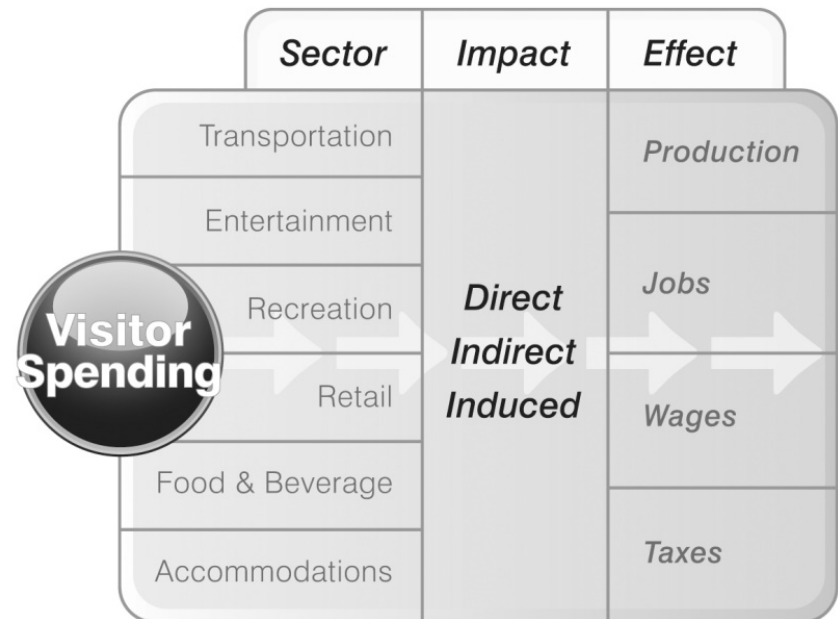 Sector Impact Effect
Transportation
Entertainment
Recreation
Retail
Food & Beverage
Accommodations
Visitor
Spending
Direct
Indirect
Induced
Production
Jobs
Wages
Taxes